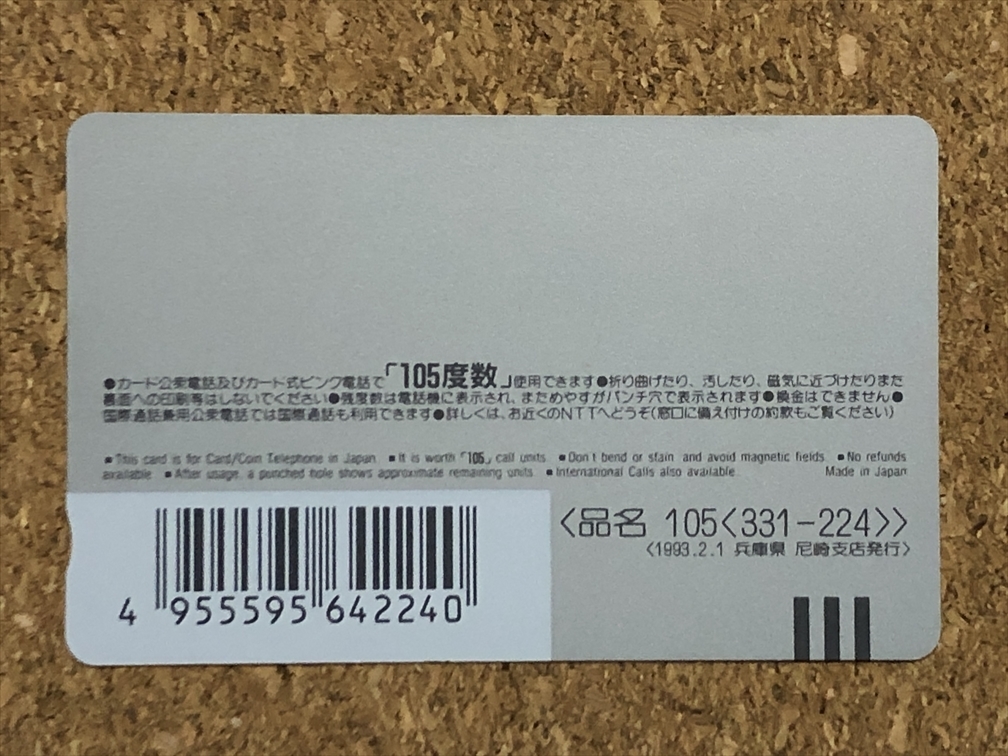 ●カード公衆電話及びカード式ピンク電話で「105度数」使用できます●折り曲げたり、汚したり、磁気に近づけたりまた
裏面への印刷等はしないでください●残度数は電話機に表示され、まためやすがパンチ穴で表示されます●換金はできません●
国際通話兼用公衆電話では国際通話も利用できます●詳しくは、お近くのNTTへどうぞ(窓口に備え付けの約款もご覧ください)
■This card is for Card/Coin Telephone in Japan ■It is worth「105」call units ■Don't bend or stain and avoid magnetic fields ■No refunds
available ■After usage, a punched hole shows approximate remaining units ■International Calls also available. Made in Japan
〈品名 105〈331-224〉〉
〈1993.2.1 兵庫県 尼崎支店発行〉
4 955595 642240